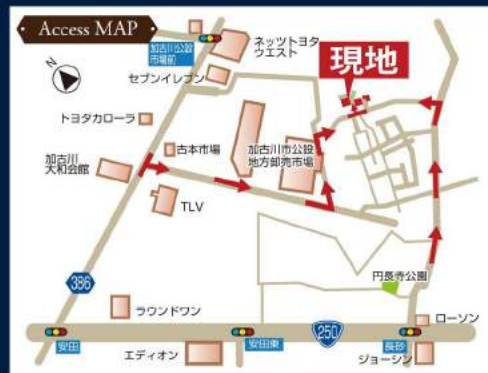 Access MAP
N
加古川公設
市場前
ネッツトヨタ
ウエスト
セブンイレブン
現地
トヨタカローラ
古本市場
加古川市公設
地方卸売市場
加古川
大和会館
TLV
386
円長寺公園
ラウンドワン
ローソン
安田
安田東
250
長砂
エディオン
ジョーシン